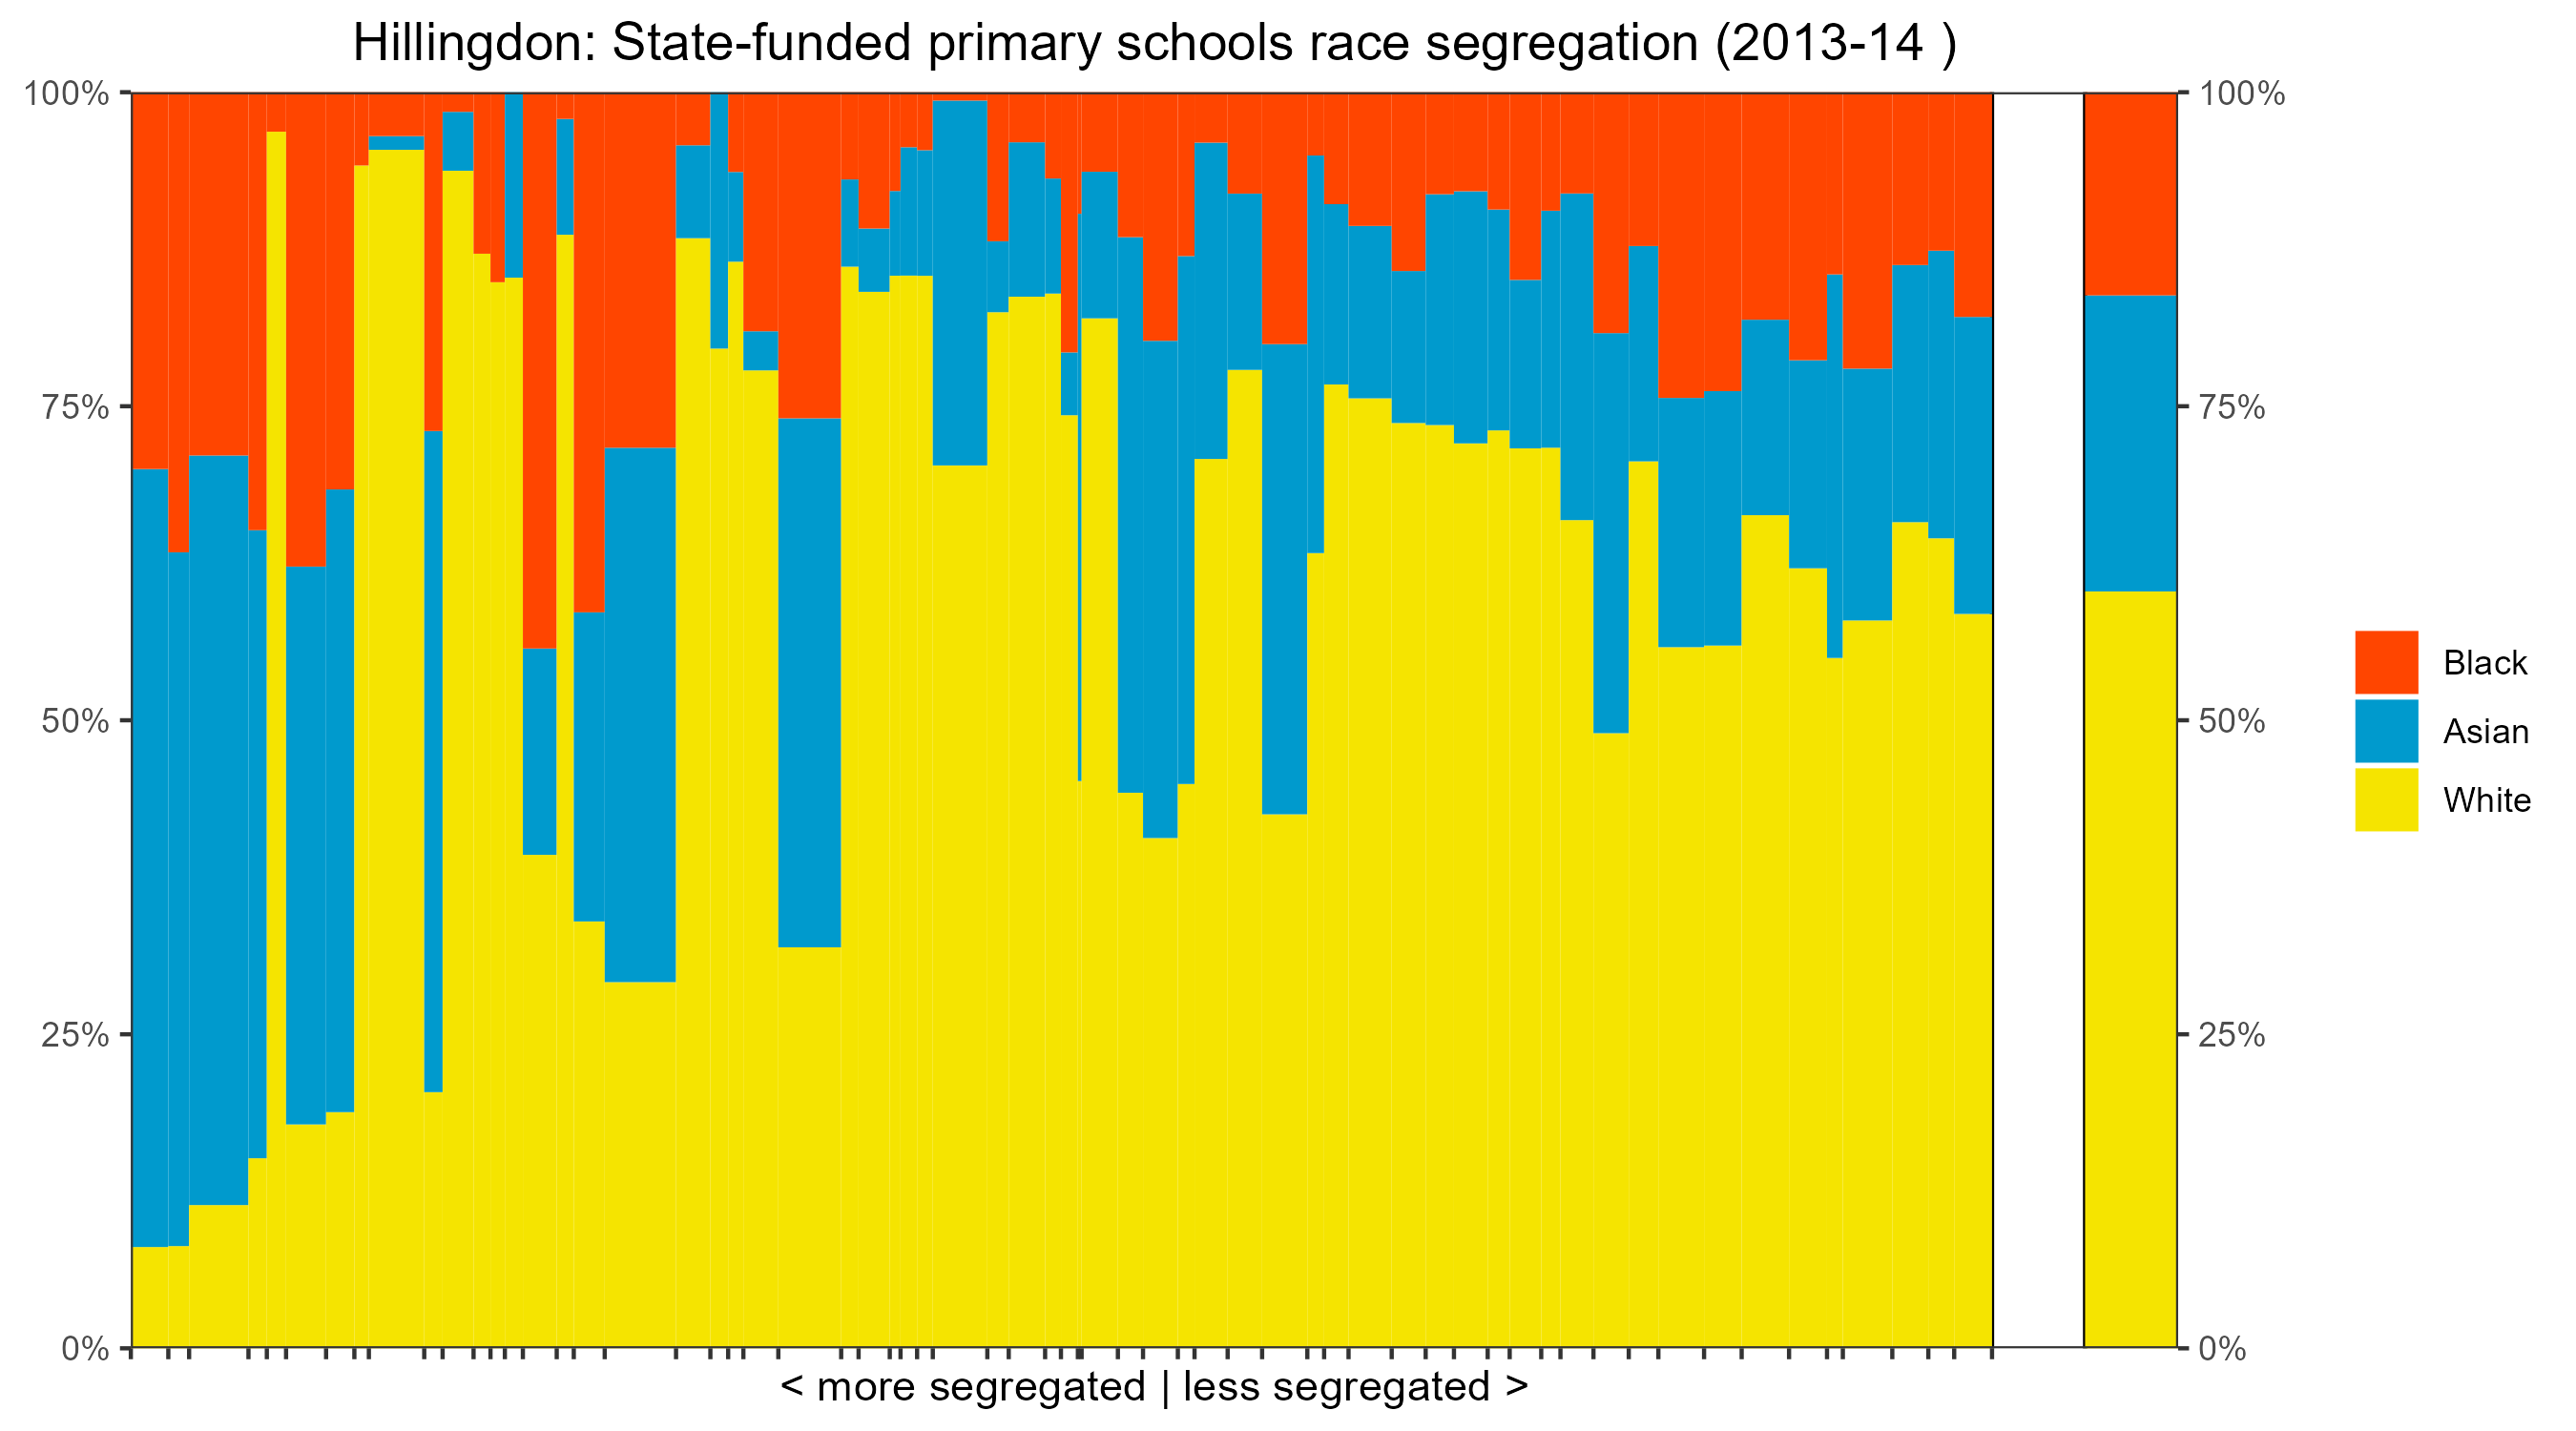 Hillingdon: State-funded primary schools race segregation (2013-14 )
100%
75%
50%
25%
0%
100%
75%
50%
25%
0%
Black
Asian
White
< more segregated | less segregated >